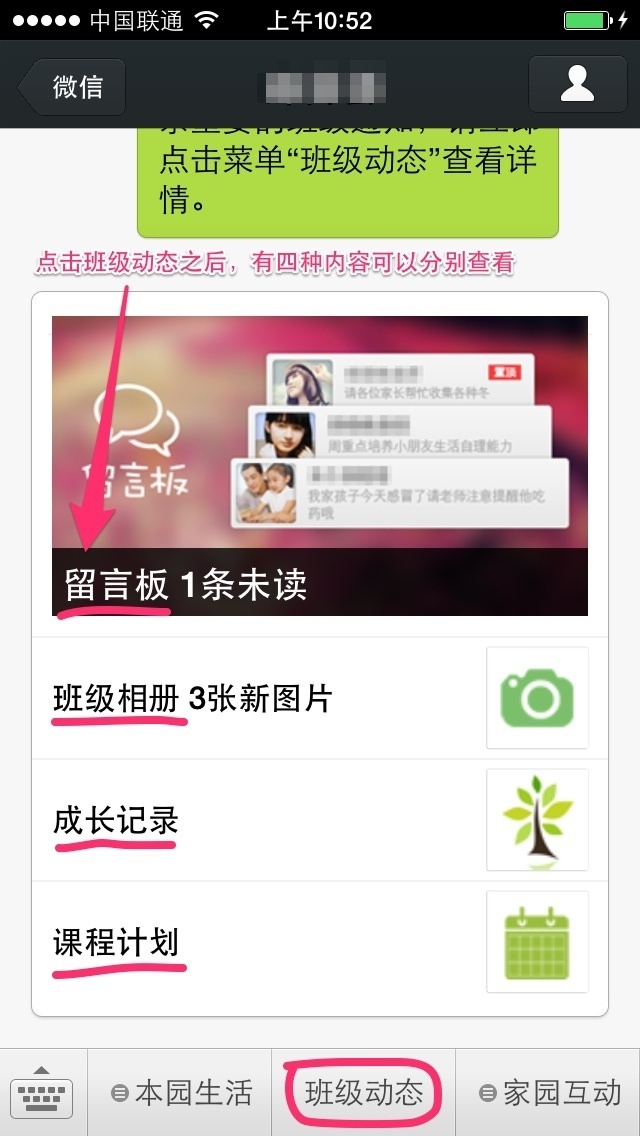 中国联通
上午10:52
微信
点击菜单“班级动态”查看详
情。
点击班级动态之后，有四种内容可以分别查看
置顶
请各位家长帮忙收集各种冬
周重点培养小朋友生活自理能力
我家孩子今天感冒了请老师注意提醒他吃
药哦
留言板
留言板 1条未读
班级相册 3张新图片
成长记录
课程计划
本园生活
班级动态
家园互动